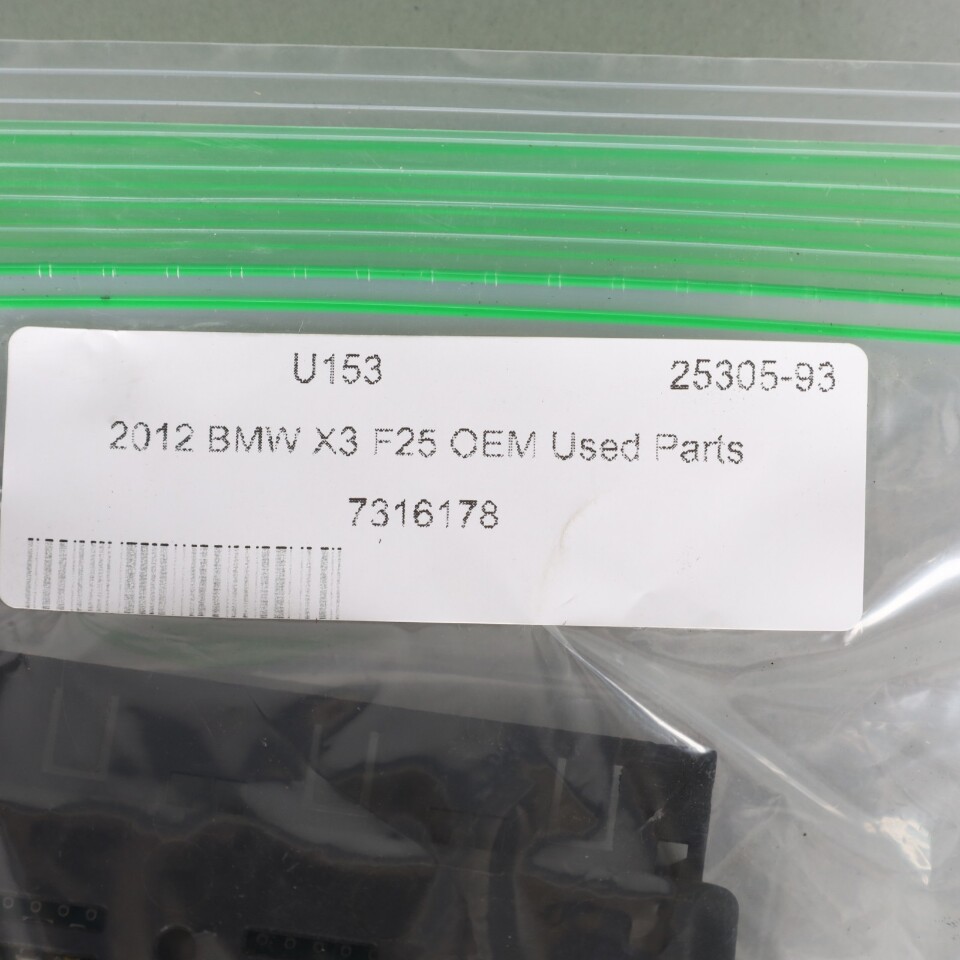 U153 25305-93
2012 BMW X3 F25 OEM Used Parts
7316178